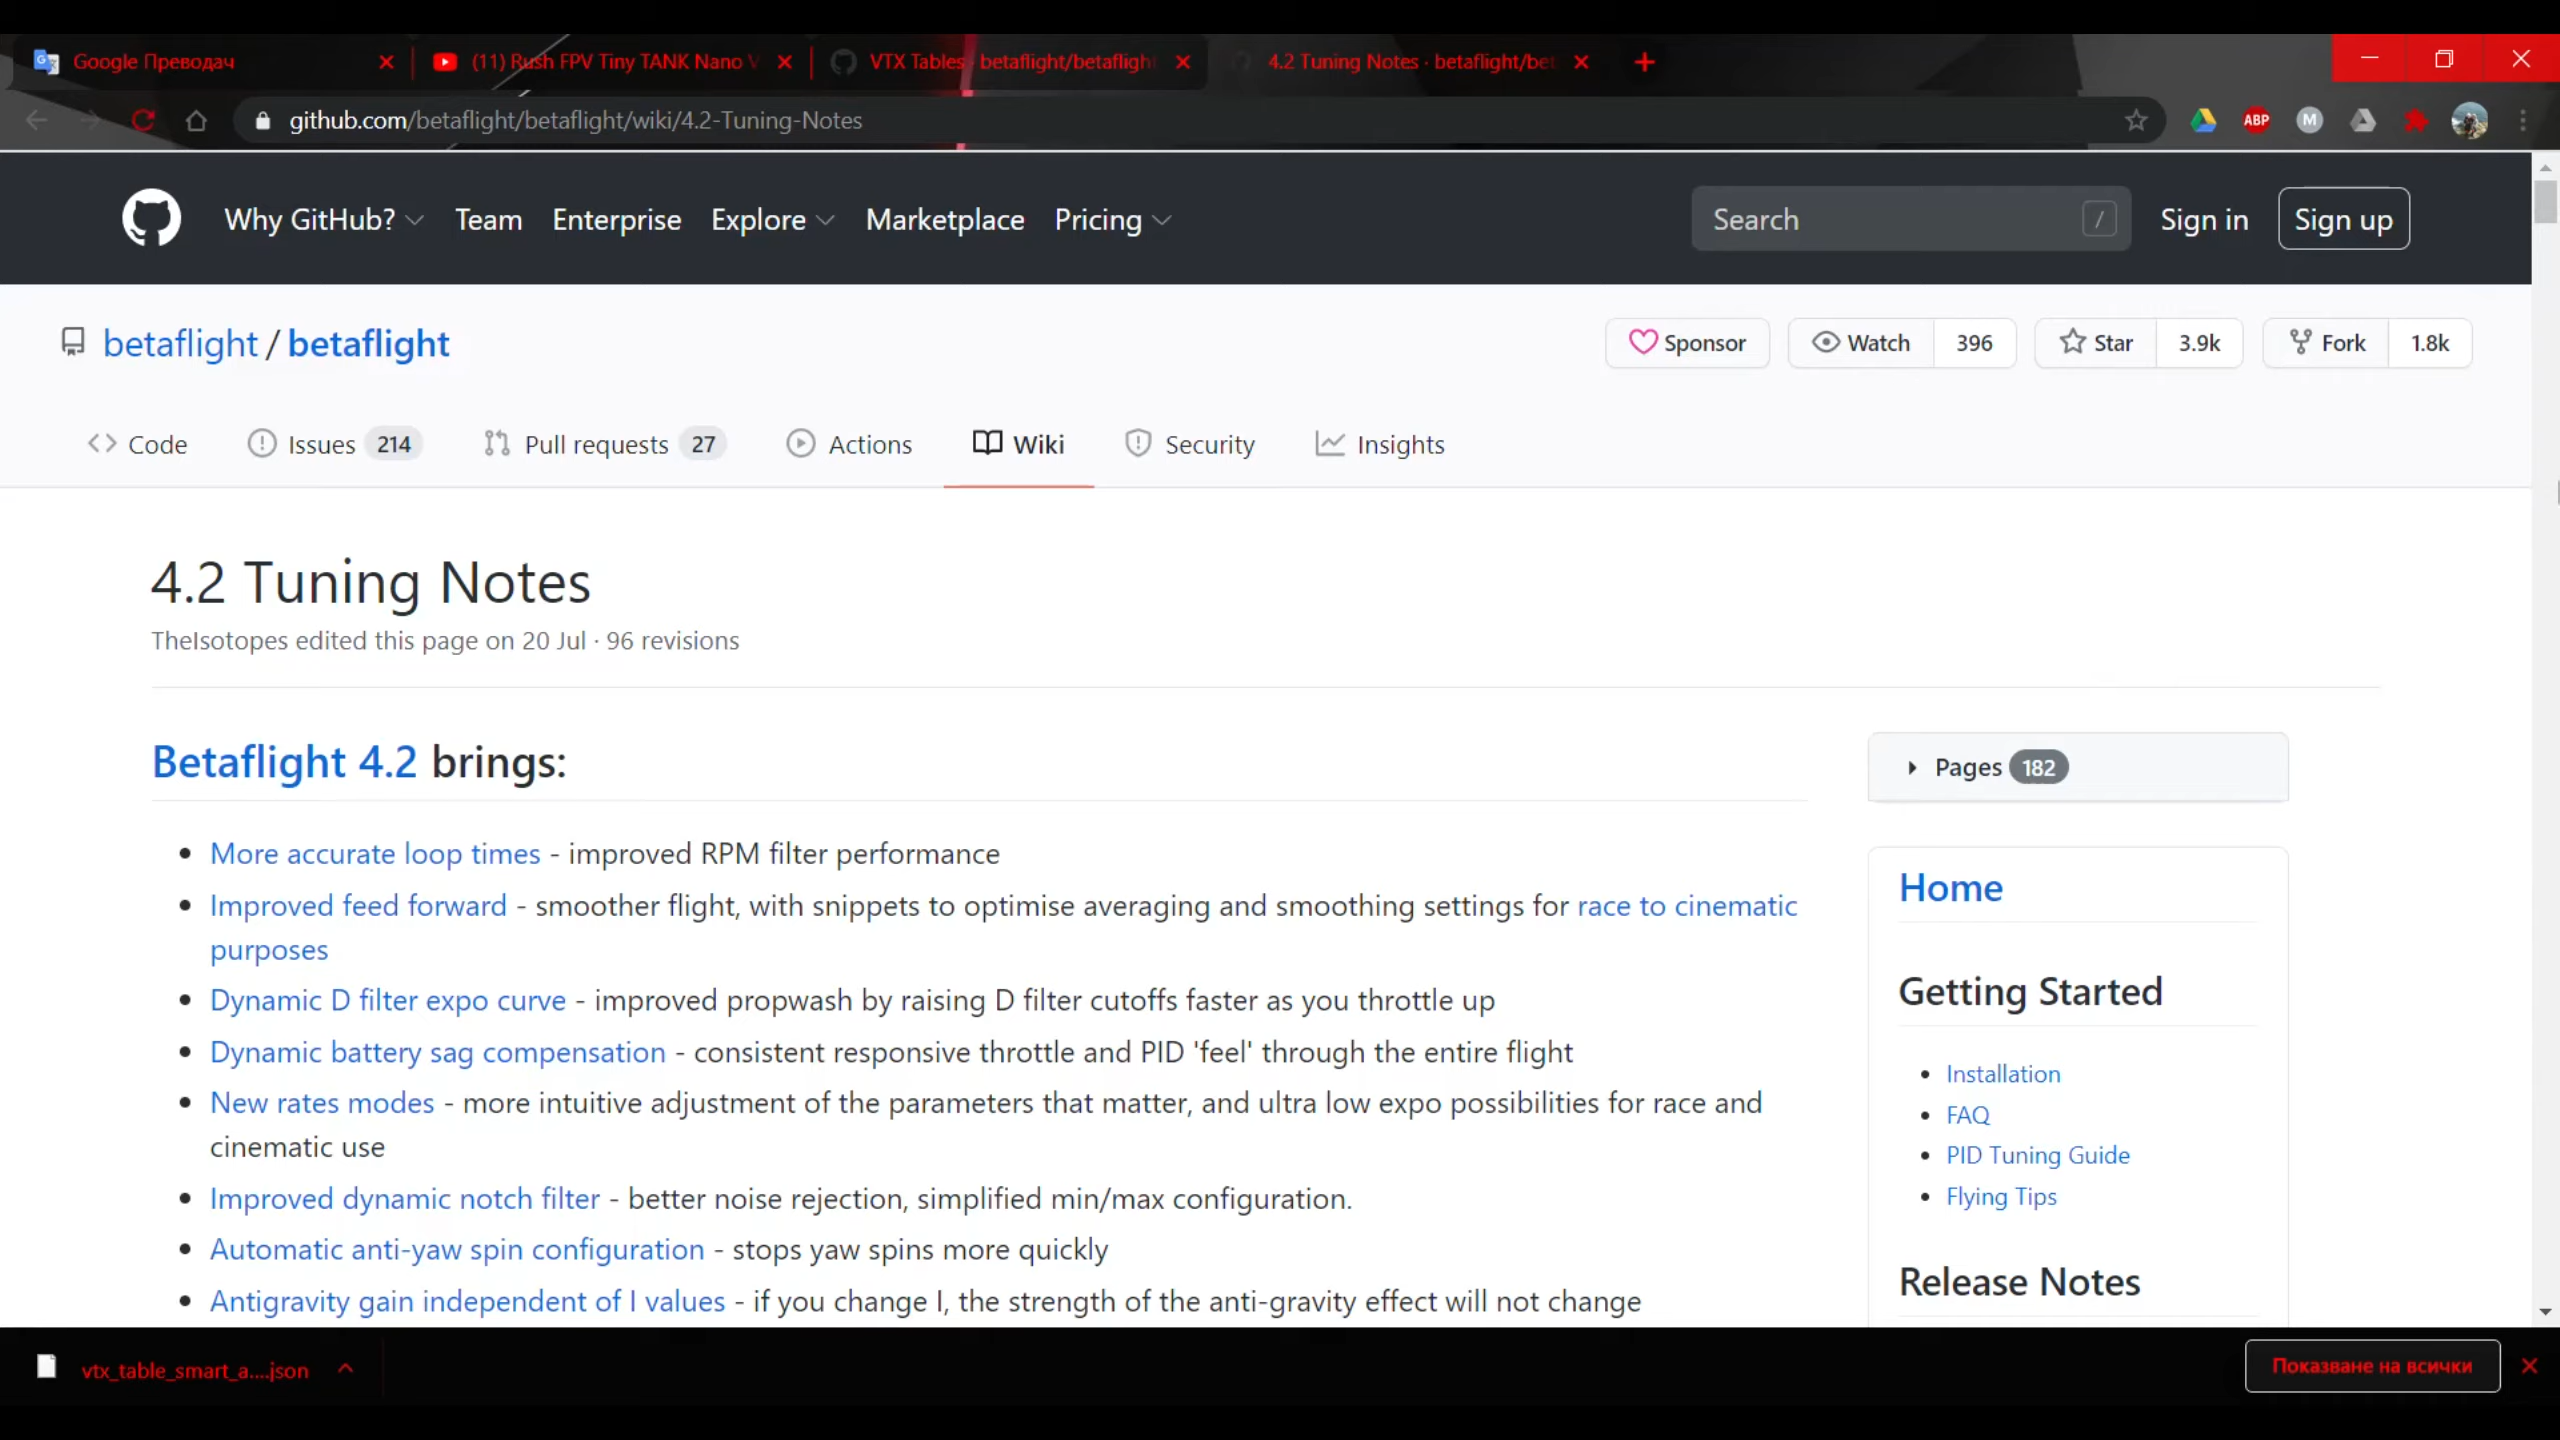 Google Преводач
(11) Rush FPV Tiny TANK Nano V
VTX Tables · betaflight/betaflight
4.2 Tuning Notes · betaflight/bet
github.com/betaflight/betaflight/wiki/4.2-Tuning-Notes
ABP
M
Why GitHub?
Team
Enterprise
Explore
Marketplace
Pricing
Search
/
Sign in
Sign up
betaflight / betaflight
Sponsor
Watch 396
Star 3.9k
Fork 1.8k
Code
Issues 214
Pull requests 27
Actions
Wiki
Security
Insights
4.2 Tuning Notes
TheIsotopes edited this page on 20 Jul · 96 revisions
Betaflight 4.2 brings:
• More accurate loop times - improved RPM filter performance
• Improved feed forward - smoother flight, with snippets to optimise averaging and smoothing settings for race to cinematic
purposes
• Dynamic D filter expo curve - improved propwash by raising D filter cutoffs faster as you throttle up
• Dynamic battery sag compensation - consistent responsive throttle and PID 'feel' through the entire flight
• New rates modes - more intuitive adjustment of the parameters that matter, and ultra low expo possibilities for race and
cinematic use
• Improved dynamic notch filter - better noise rejection, simplified min/max configuration.
• Automatic anti-yaw spin configuration - stops yaw spins more quickly
• Antigravity gain independent of I values - if you change I, the strength of the anti-gravity effect will not change
Pages 182
Home
Getting Started
• Installation
• FAQ
• PID Tuning Guide
• Flying Tips
Release Notes
vtx_table_smart_a....json
Показване на всички